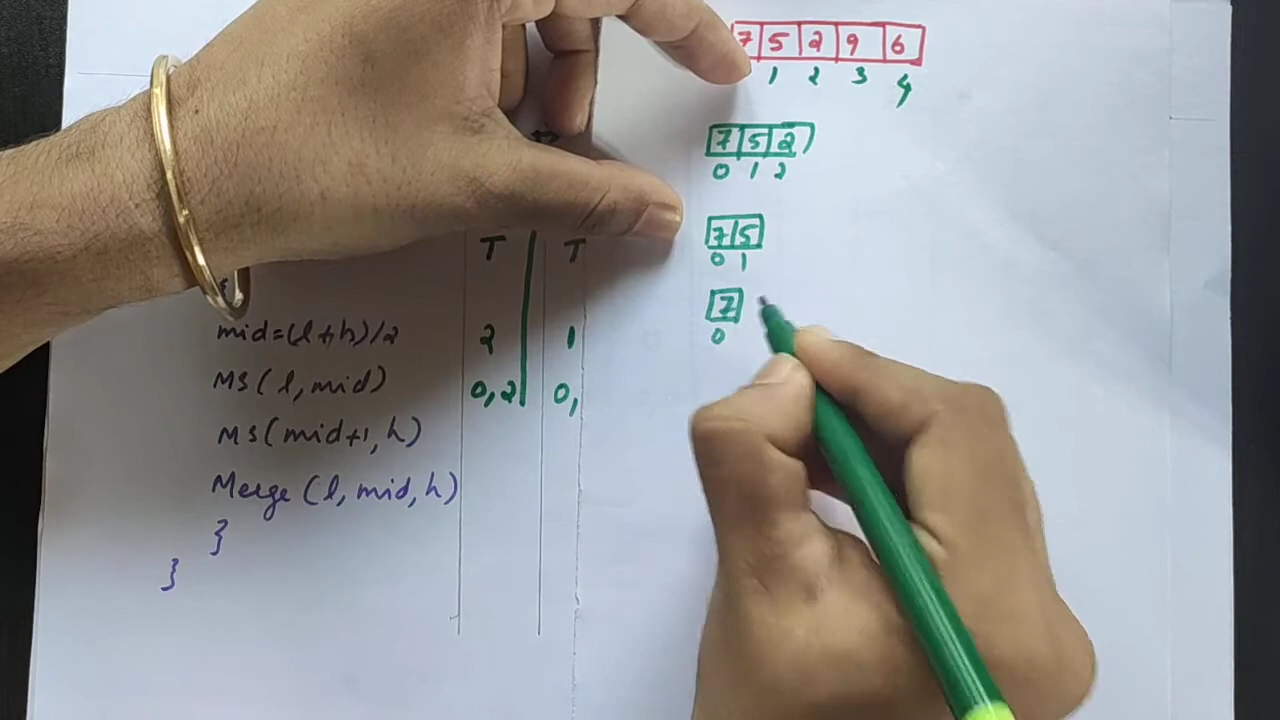 7 5 2 9 6
1 2 3 4
7 5 2
0 1 2
7 5
0 1
7
0
T T
{
mid=(l+h)/2 2 1
MS(l,mid) 0,2 0,
MS(mid+1,h)
Merge(l,mid,h)
}
}